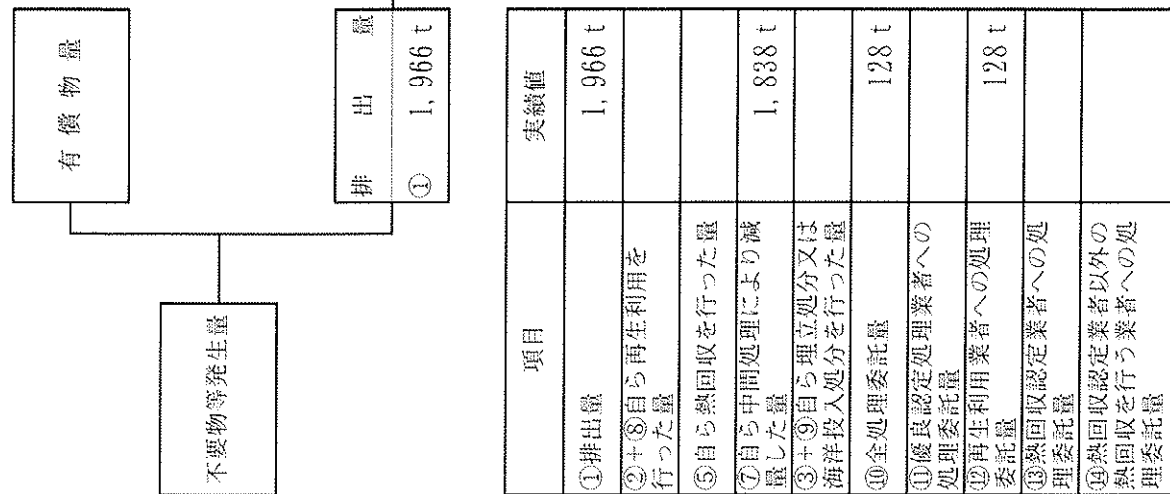 有償物量
不要物等発生量
排出量
① 1,966 t
項目 実績値
①排出量 1,966 t
②+⑧自ら再生利用を
行った量
⑤自ら熱回収を行った量
⑦自ら中間処理により減
量した量 1,838 t
③+⑨自ら埋立処分又は
海洋投入処分を行った量
⑩全処理委託量 128 t
⑪優良認定処理業者への
処理委託量
⑫再生利用業者への処理
委託量 128 t
⑬熱回収認定業者への処
理委託量
⑭熱回収認定業者以外の
熱回収を行う業者への処
理委託量